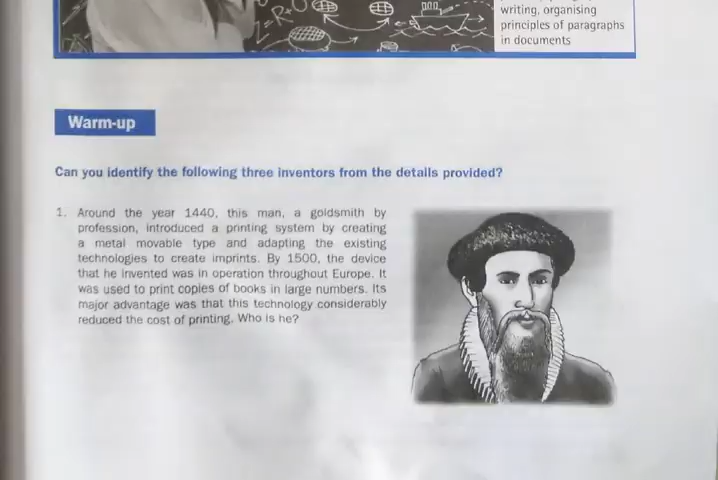 writing, organising
principles of paragraphs
in documents
Warm-up
Can you identify the following three inventors from the details provided?
1. Around the year 1440, this man, a goldsmith by
profession, introduced a printing system by creating
a metal movable type and adapting the existing
technologies to create imprints. By 1500, the device
that he invented was in operation throughout Europe. It
was used to print copies of books in large numbers. Its
major advantage was that this technology considerably
reduced the cost of printing. Who is he?